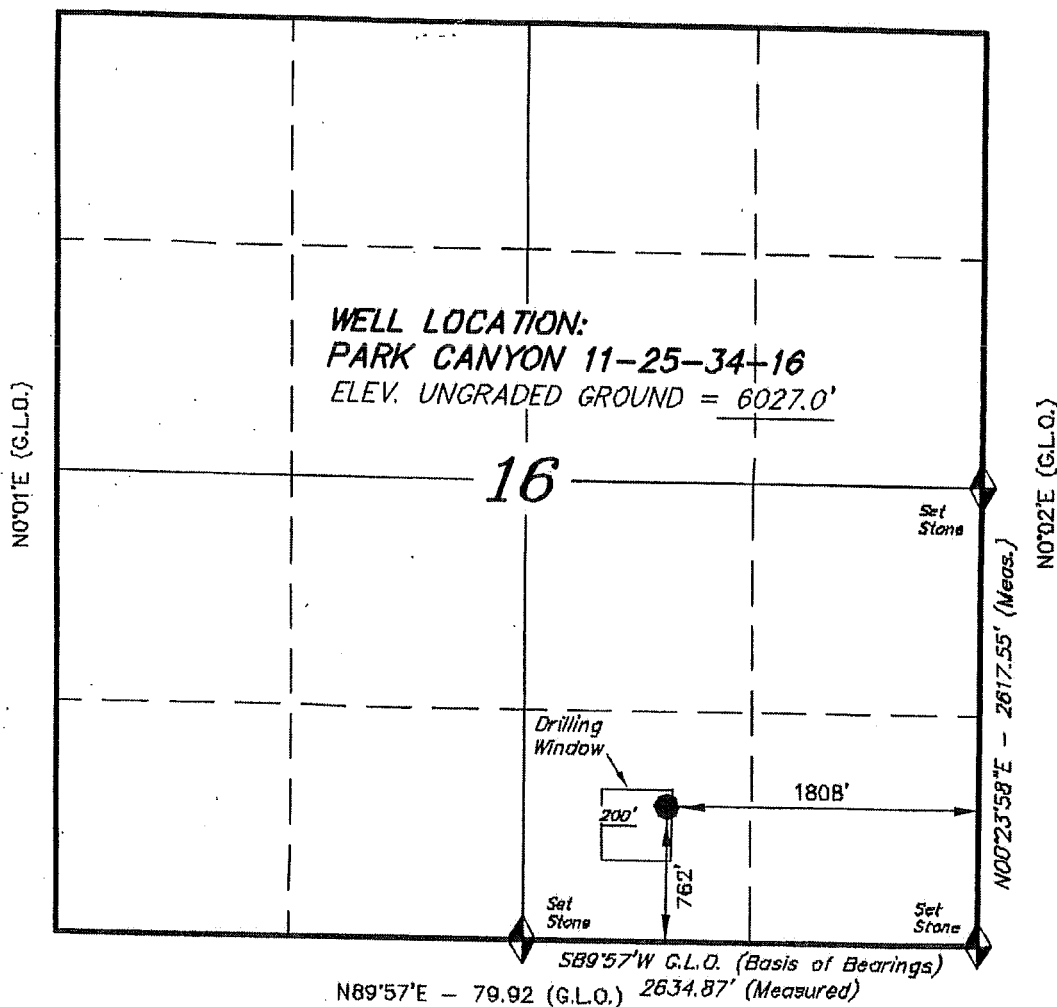 WELL LOCATION:
PARK CANYON 11-25-34-16
ELEV. UNGRADED GROUND = 6027.0'
N0°01'E (G.L.O.)
16
N0°02'E (G.L.O.)
Set
Stone
N00°23'58"E - 2617.55' (Meas.)
Drilling
Window
200'
1808'
762'
Set
Stone
Set
Stone
S89°57'W G.L.O. (Basis of Bearings)
N89°57'E - 79.92 (G.L.O.)
2634.87' (Measured)